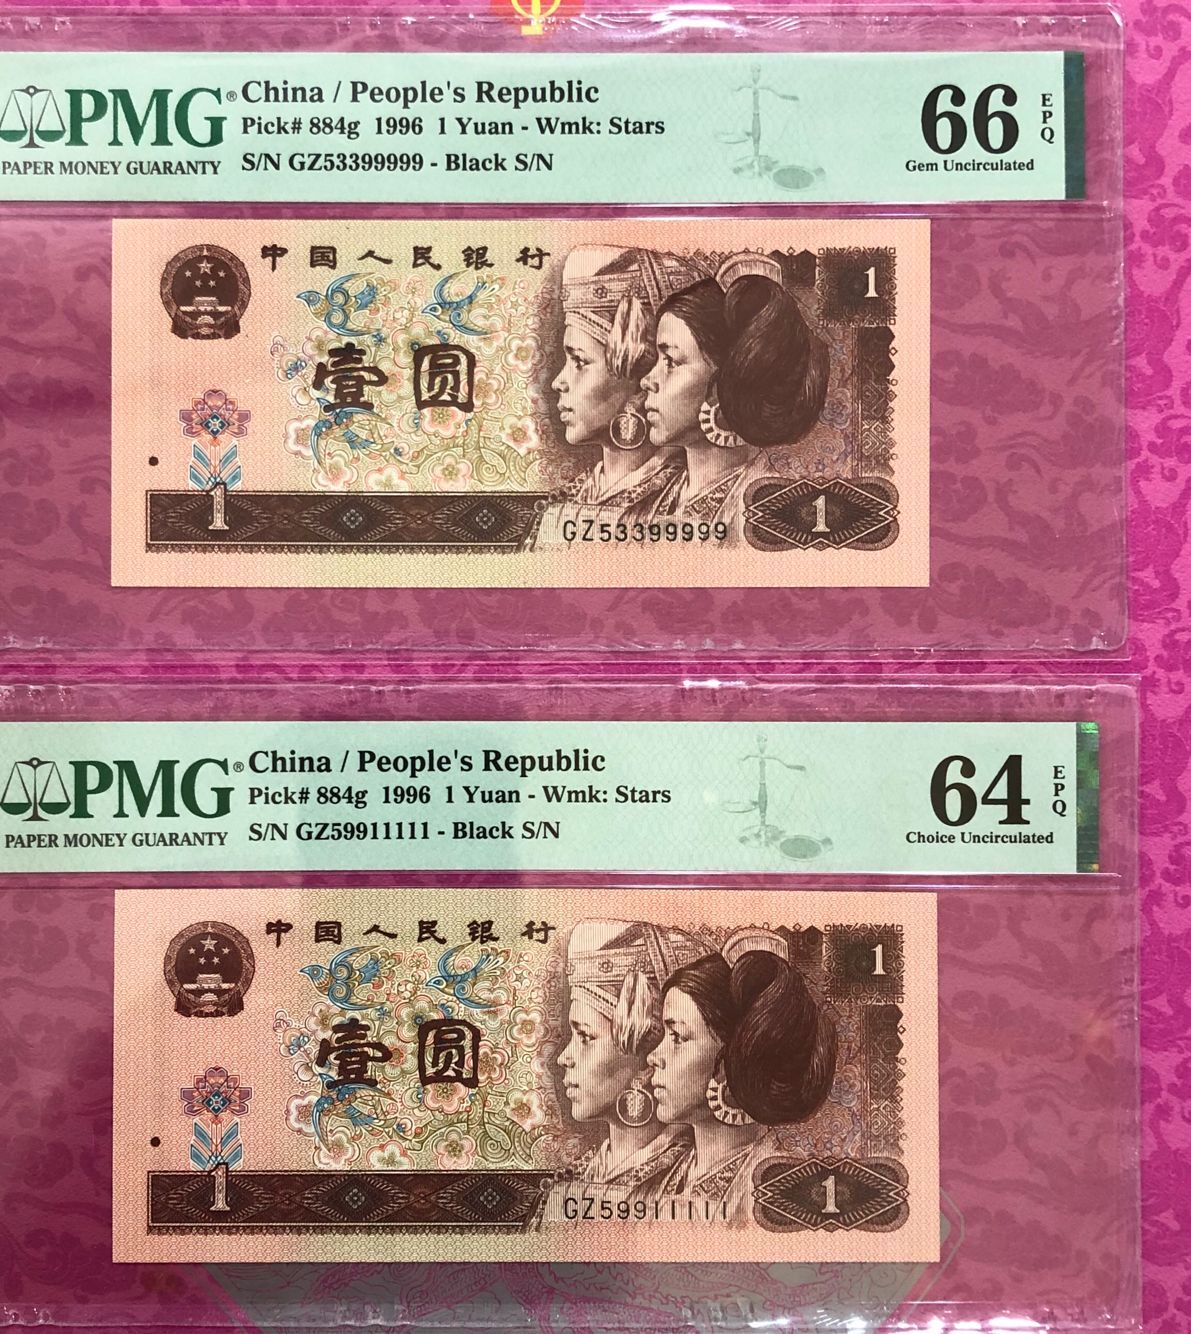 PMG®
PAPER MONEY GUARANTY
China / People's Republic
Pick# 884g 1996 1 Yuan - Wmk: Stars
S/N GZ53399999 - Black S/N
66
EPQ
Gem Uncirculated
中国人民银行
1
壹圆
1
GZ53399999
1
PMG®
PAPER MONEY GUARANTY
China / People's Republic
Pick# 884g 1996 1 Yuan - Wmk: Stars
S/N GZ59911111 - Black S/N
64
EPQ
Choice Uncirculated
中国人民银行
1
壹圆
1
GZ59911111
1